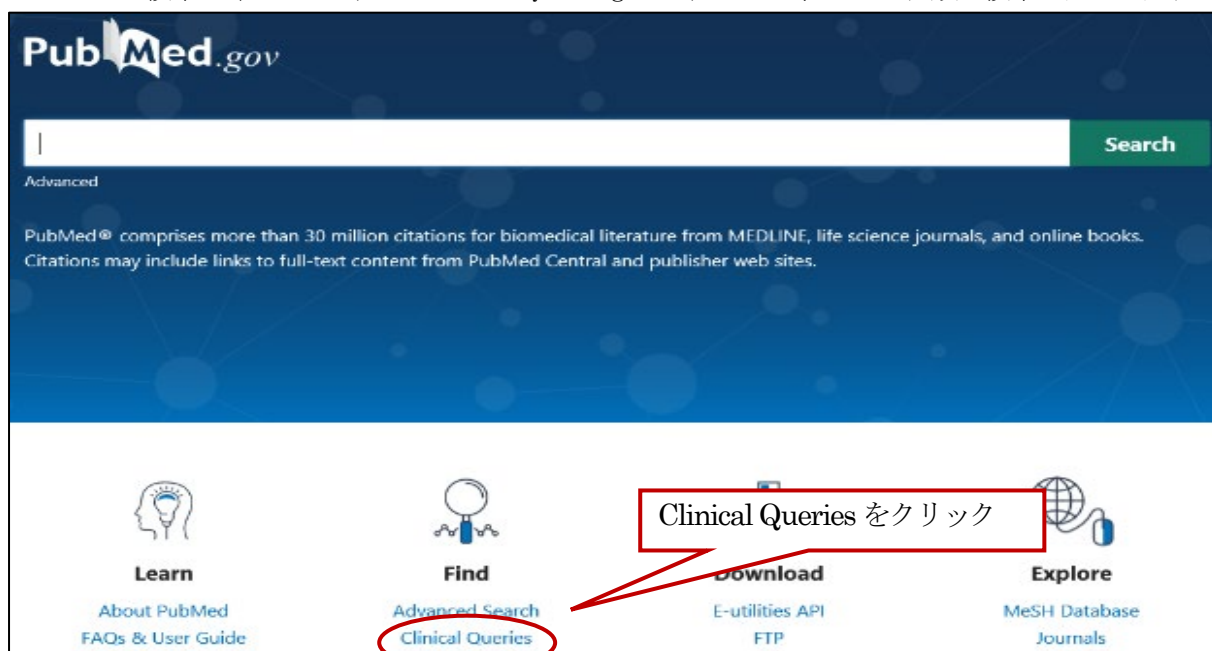 PubMed.gov
Search
Advanced
PubMed® comprises more than 30 million citations for biomedical literature from MEDLINE, life science journals, and online books.
Citations may include links to full-text content from PubMed Central and publisher web sites.
Clinical Queries をクリック
Learn
Find
Download
Explore
About PubMed
Advanced Search
E-utilities API
MeSH Database
FAQs & User Guide
Clinical Queries
FTP
Journals